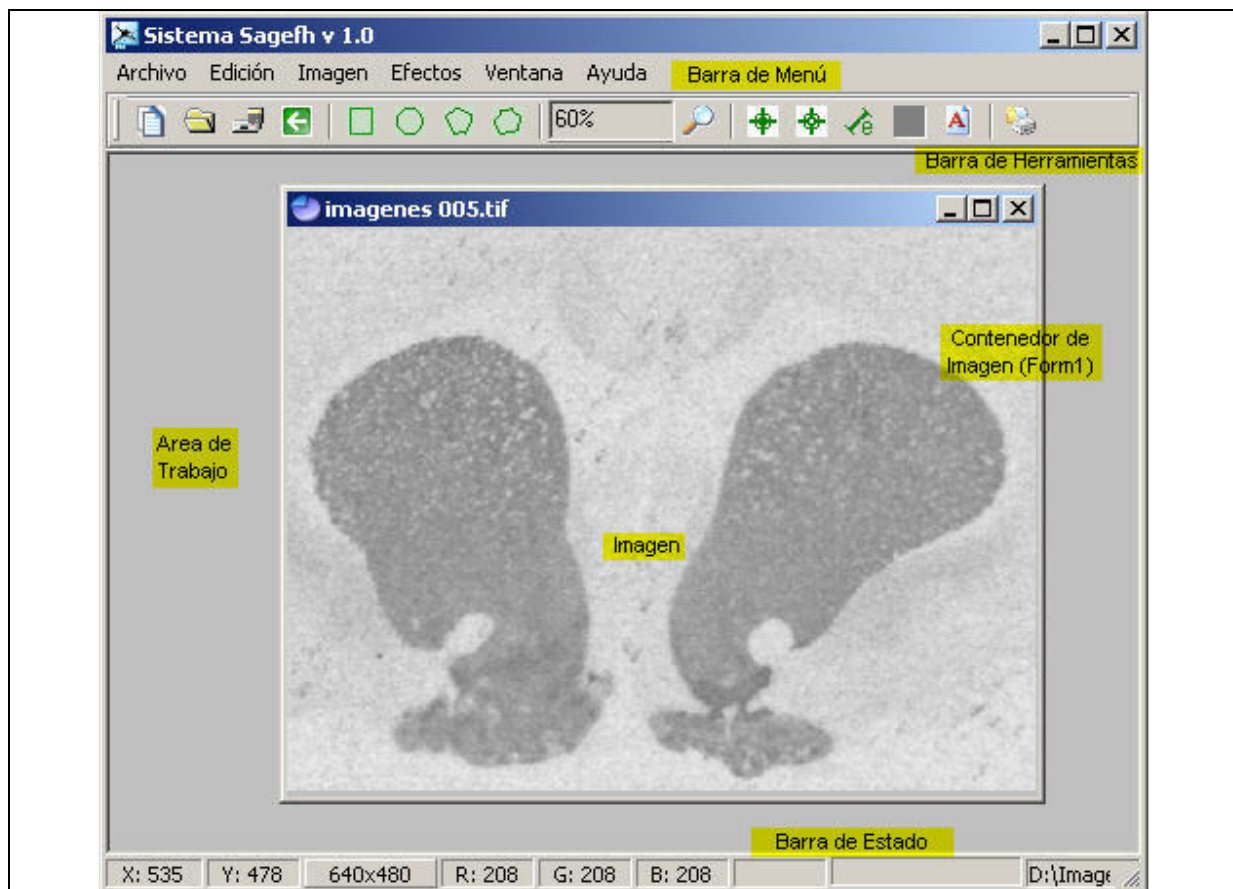 Sistema Sagefh v 1.0
Archivo Edición Imagen Efectos Ventana Ayuda Barra de Menú
60%
Barra de Herramientas
imagenes 005.tif
Contenedor de
Imagen (Form1)
Area de
Trabajo
Imagen
Barra de Estado
X: 535 Y: 478 640x480 R: 208 G: 208 B: 208 D:\Image